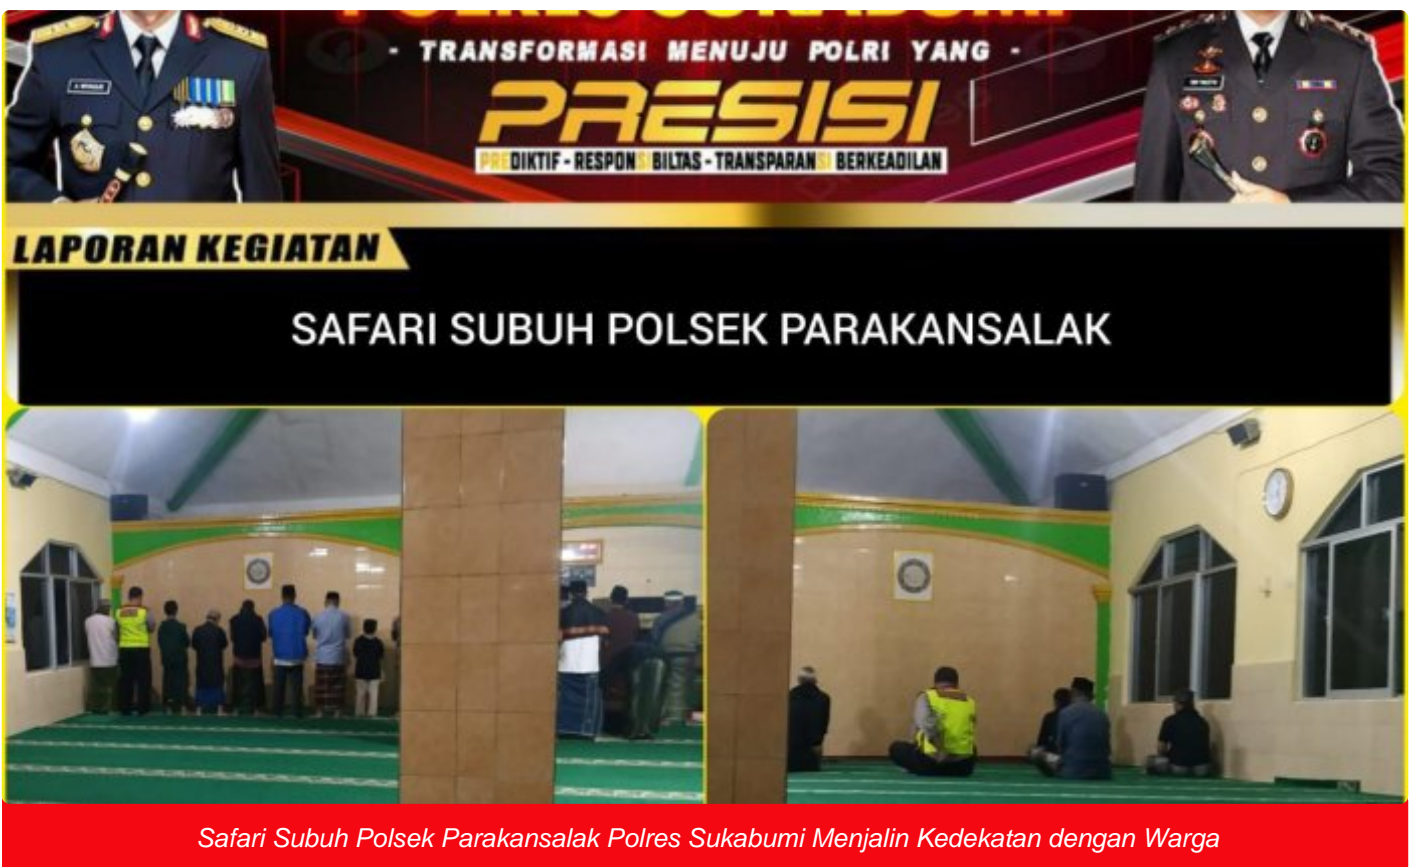 - TRANSFORMASI MENUJU POLRI YANG -
PRESISI
PREDIKTIF - RESPONSIBILTAS - TRANSPARANSI BERKEADILAN
LAPORAN KEGIATAN
SAFARI SUBUH POLSEK PARAKANSALAK
Safari Subuh Polsek Parakansalak Polres Sukabumi Menjalin Kedekatan dengan Warga